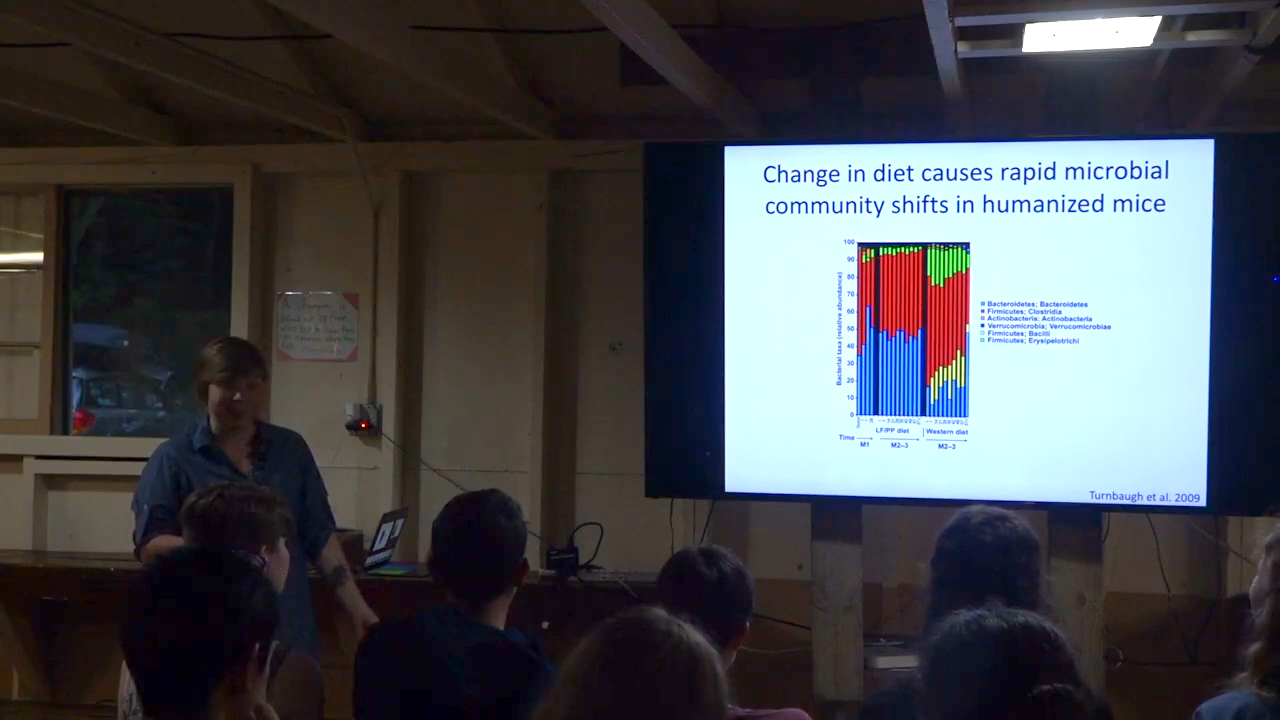 Change in diet causes rapid microbial
community shifts in humanized mice
100
90
80
70
60
50
40
30
20
10
0
Bacterial taxa (relative abundance)
Bacteroidetes; Bacteroidetes
Firmicutes; Clostridia
Actinobacteria; Actinobacteria
Verrucomicrobia; Verrucomicrobiae
Firmicutes; Bacilli
Firmicutes; Erysipelotrichi
LF/PP diet
Western diet
Time
M1
M2–3
M2–3
Turnbaugh et al. 2009